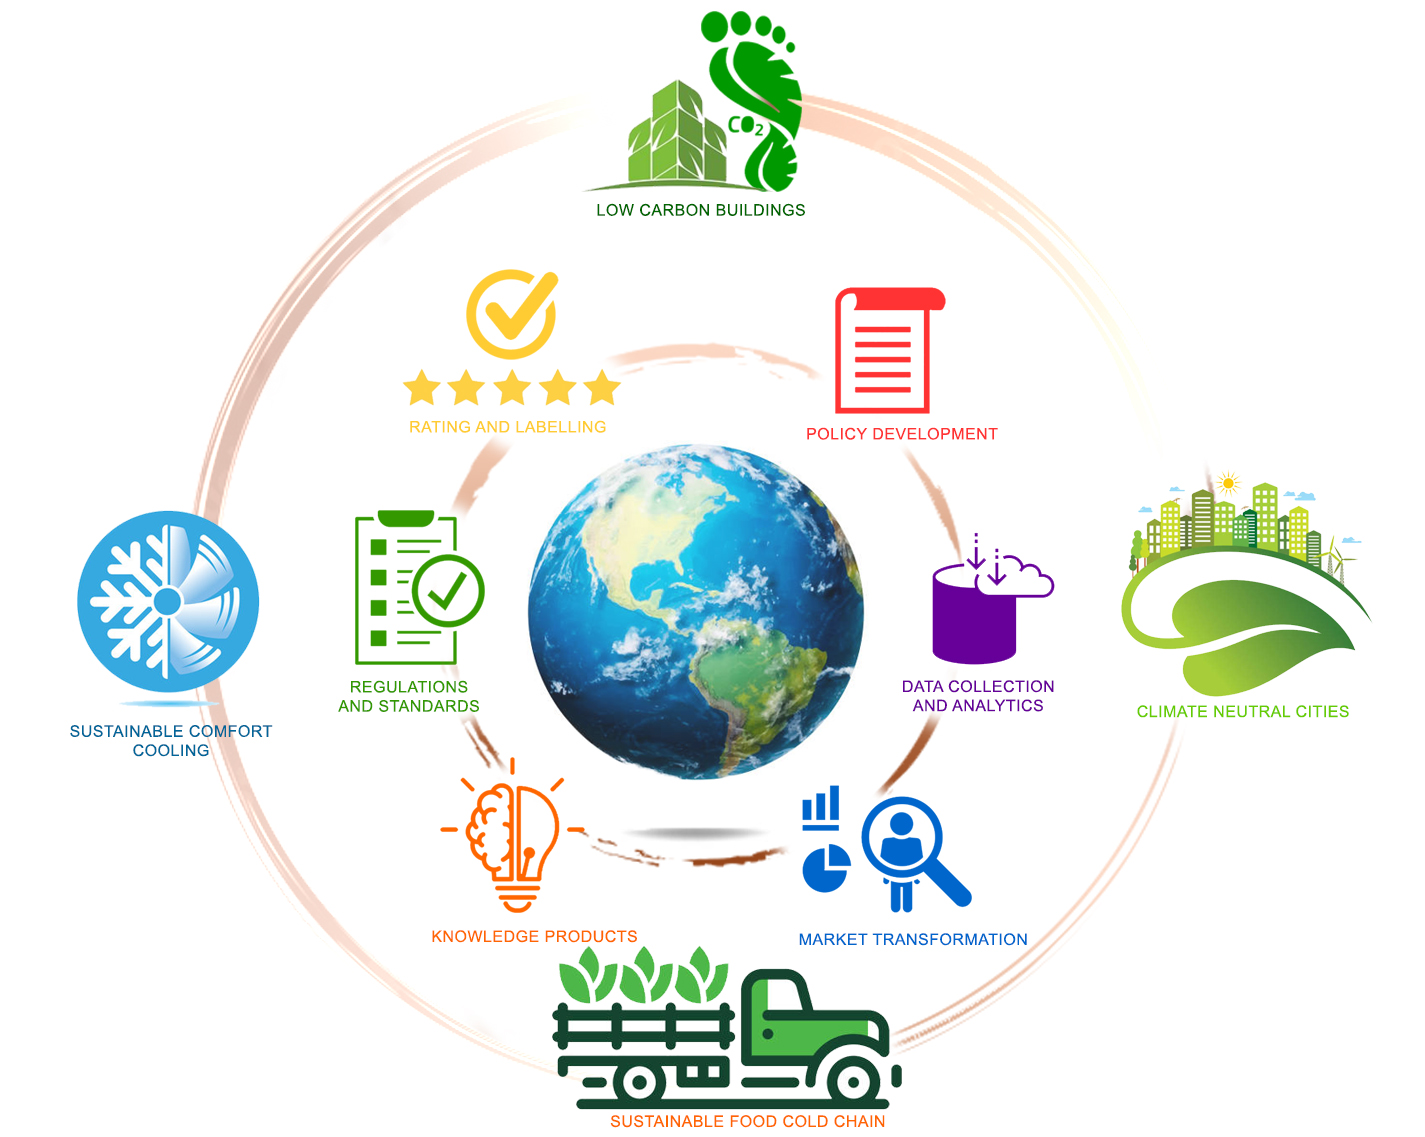 CO2
LOW CARBON BUILDINGS
RATING AND LABELLING
POLICY DEVELOPMENT
REGULATIONS
AND STANDARDS
DATA COLLECTION
AND ANALYTICS
SUSTAINABLE COMFORT
COOLING
CLIMATE NEUTRAL CITIES
KNOWLEDGE PRODUCTS
MARKET TRANSFORMATION
SUSTAINABLE FOOD COLD CHAIN